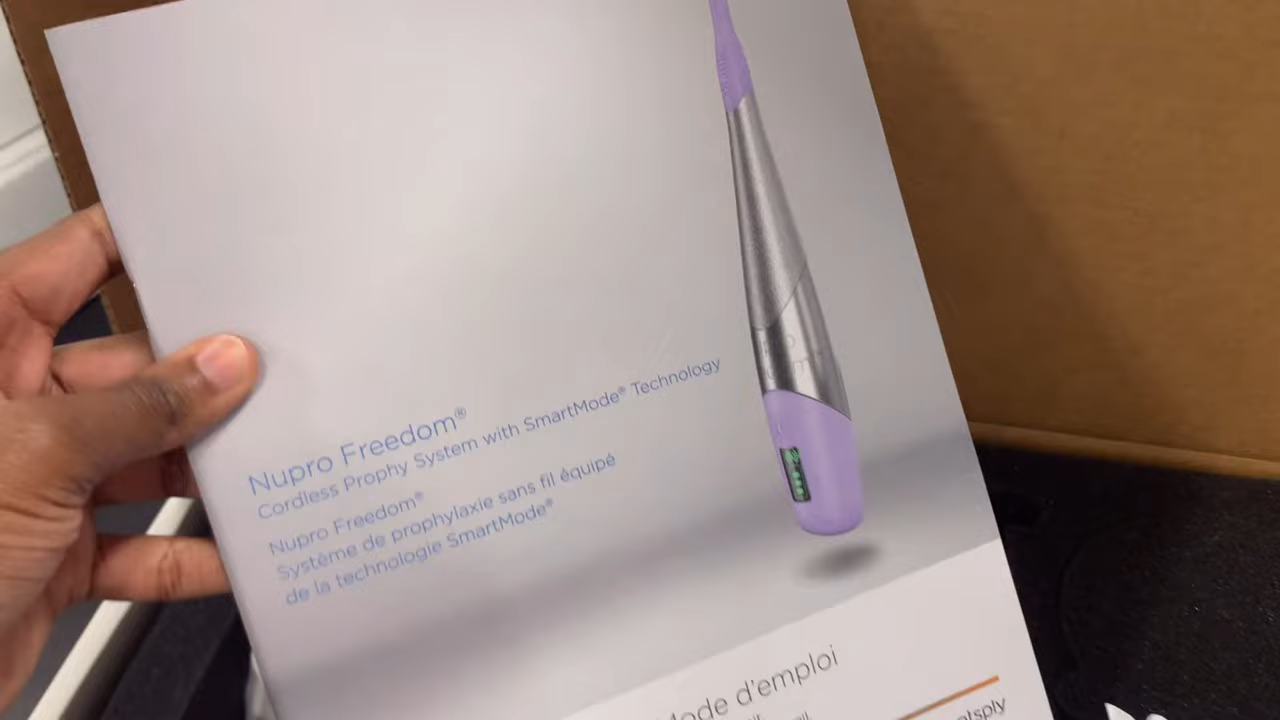 Nupro Freedom®
Cordless Prophy System with SmartMode® Technology
Nupro Freedom®
Système de prophylaxie sans fil équipé
de la technologie SmartMode®
d'emploi